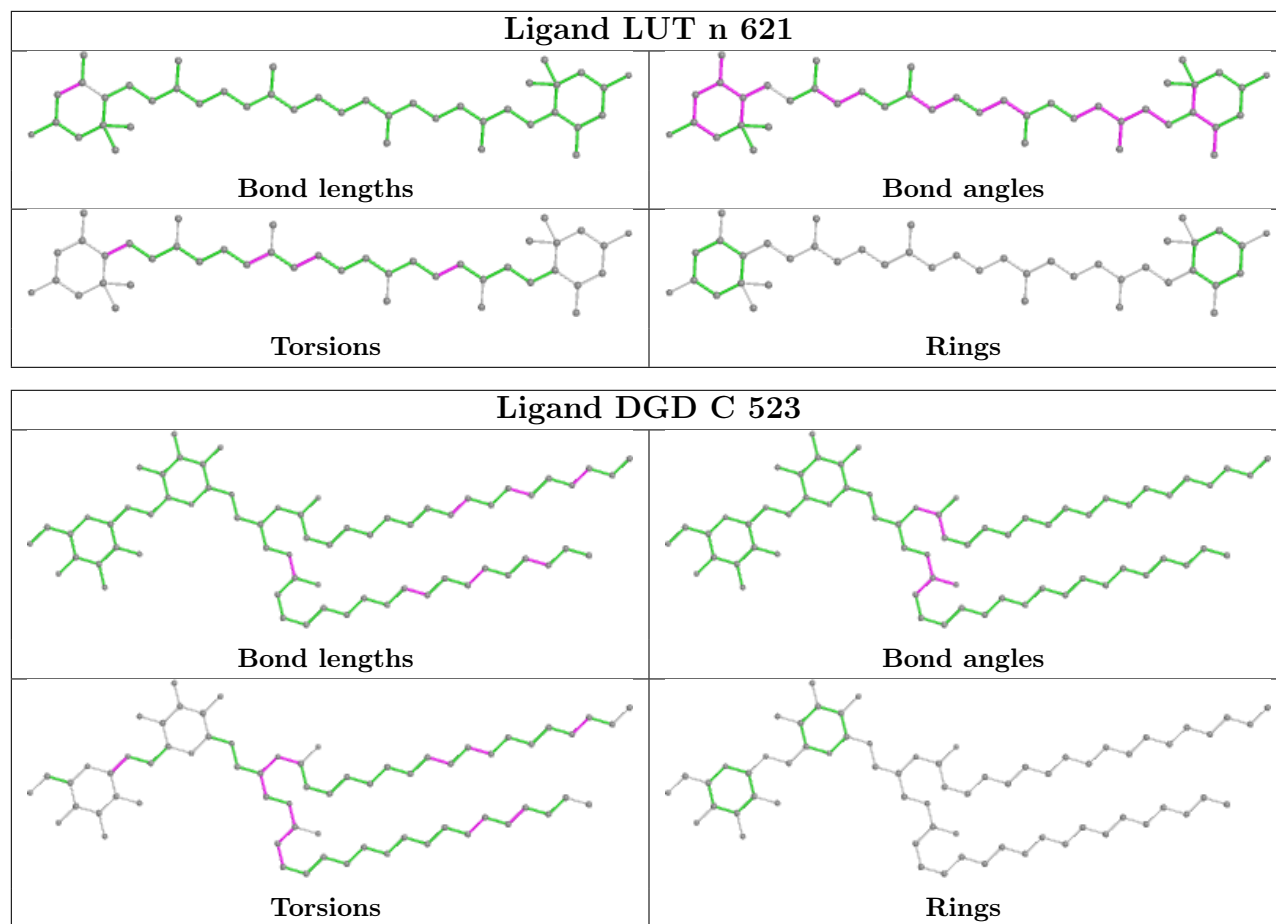 Ligand LUT n 621
Bond lengths
Bond angles
Torsions
Rings
Ligand DGD C 523
Bond lengths
Bond angles
Torsions
Rings